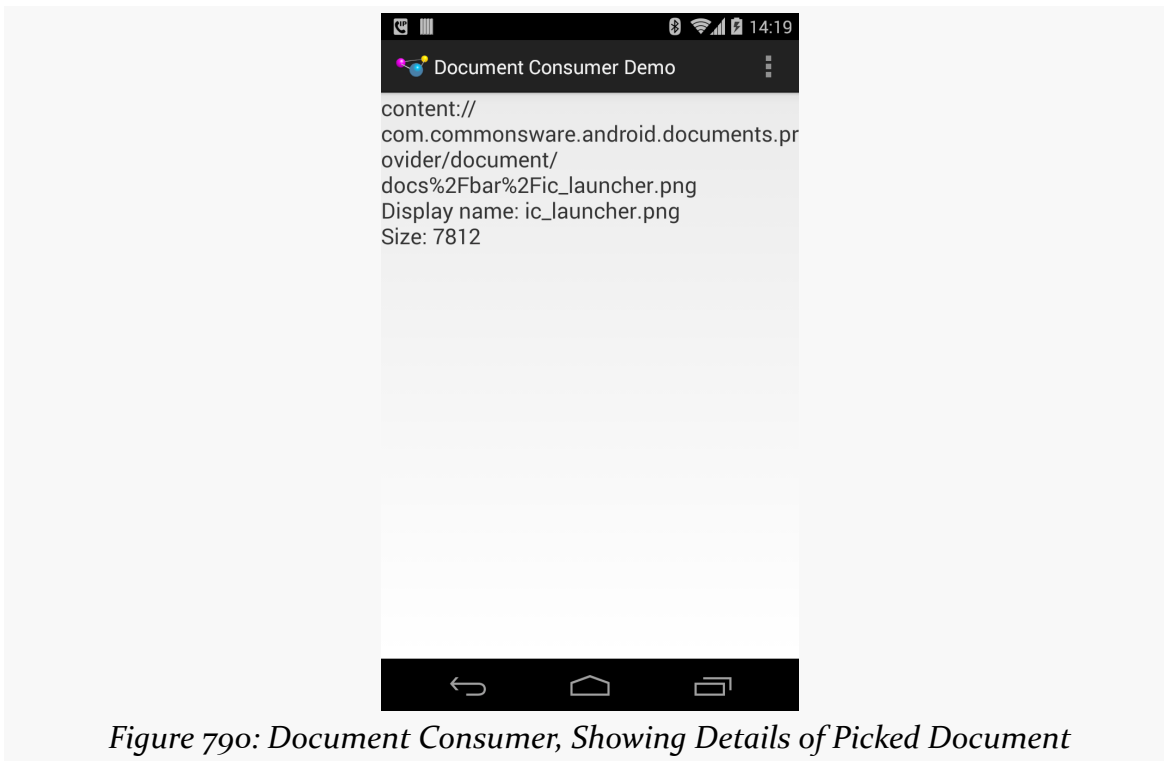 14:19
Document Consumer Demo
content://
com.commonsware.android.documents.pr
ovider/document/
docs%2Fbar%2Fic_launcher.png
Display name: ic_launcher.png
Size: 7812
Figure 790: Document Consumer, Showing Details of Picked Document